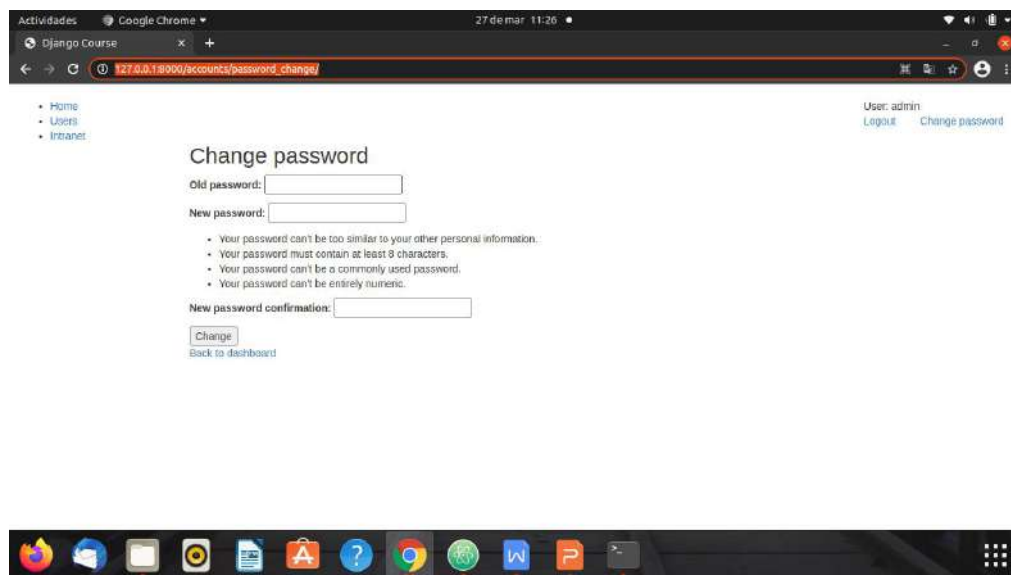 Actividades
Google Chrome
27 de mar 11:26
Django Course
127.0.0.1:8000/accounts/password_change/
Home
Users
Intranet
User: admin
Logout Change password
Change password
Old password:
New password:
Your password can't be too similar to your other personal information.
Your password must contain at least 8 characters.
Your password can't be a commonly used password.
Your password can't be entirely numeric.
New password confirmation:
Change
Back to dashboard